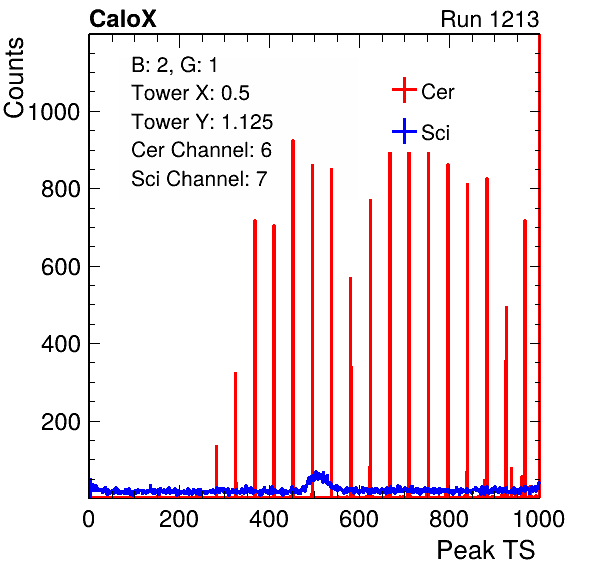 CaloX Run 1213
B: 2, G: 1
Tower X: 0.5
Tower Y: 1.125
Cer Channel: 6
Sci Channel: 7
Cer
Sci
Counts
1000
800
600
400
200
0 200 400 600 800 1000
Peak TS